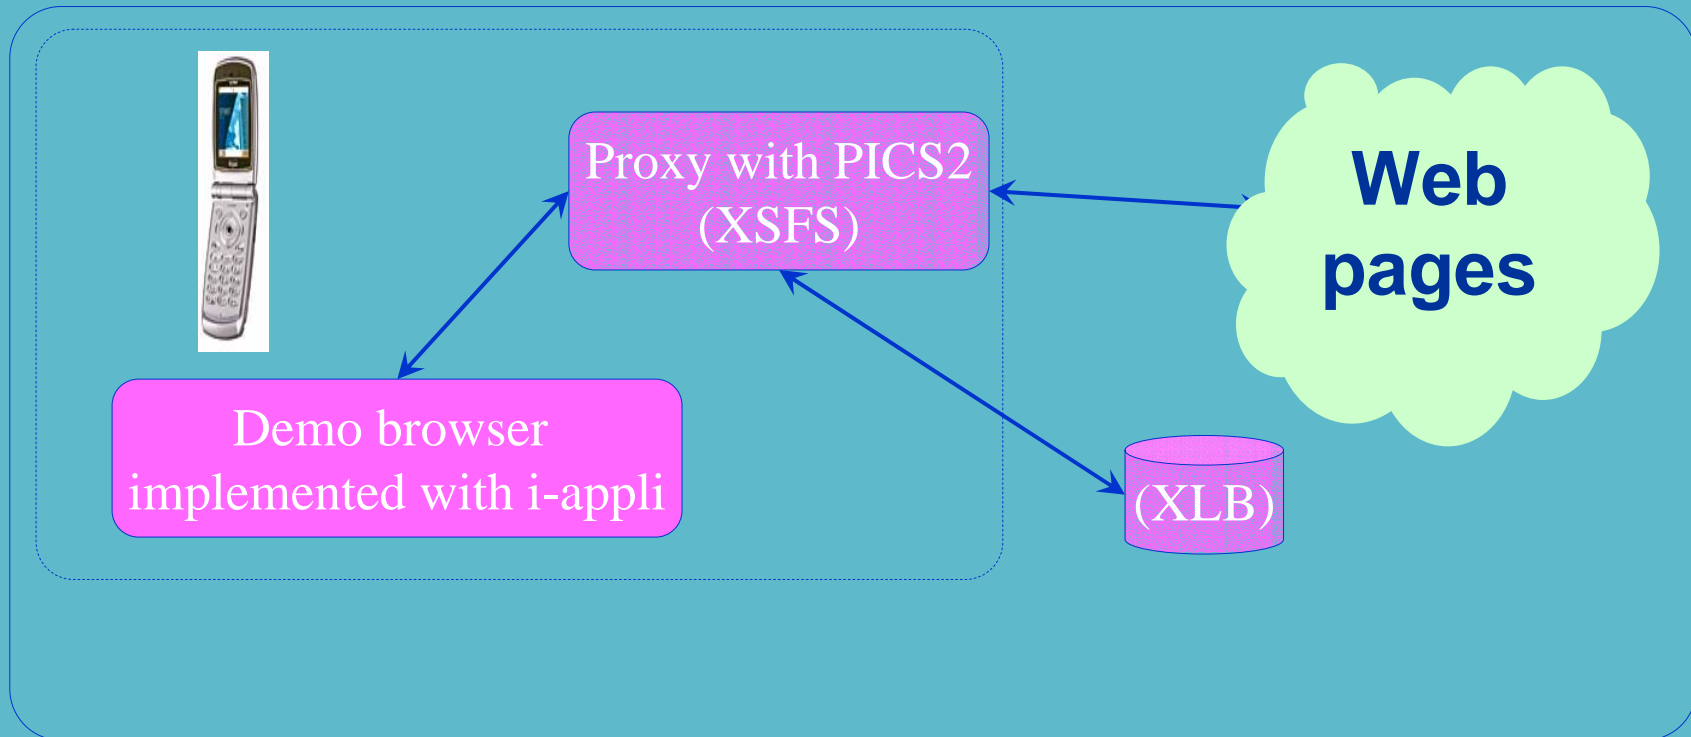 Proxy with PICS2
(XSFS)
Web
pages
Demo browser
implemented with i-appli
(XLB)